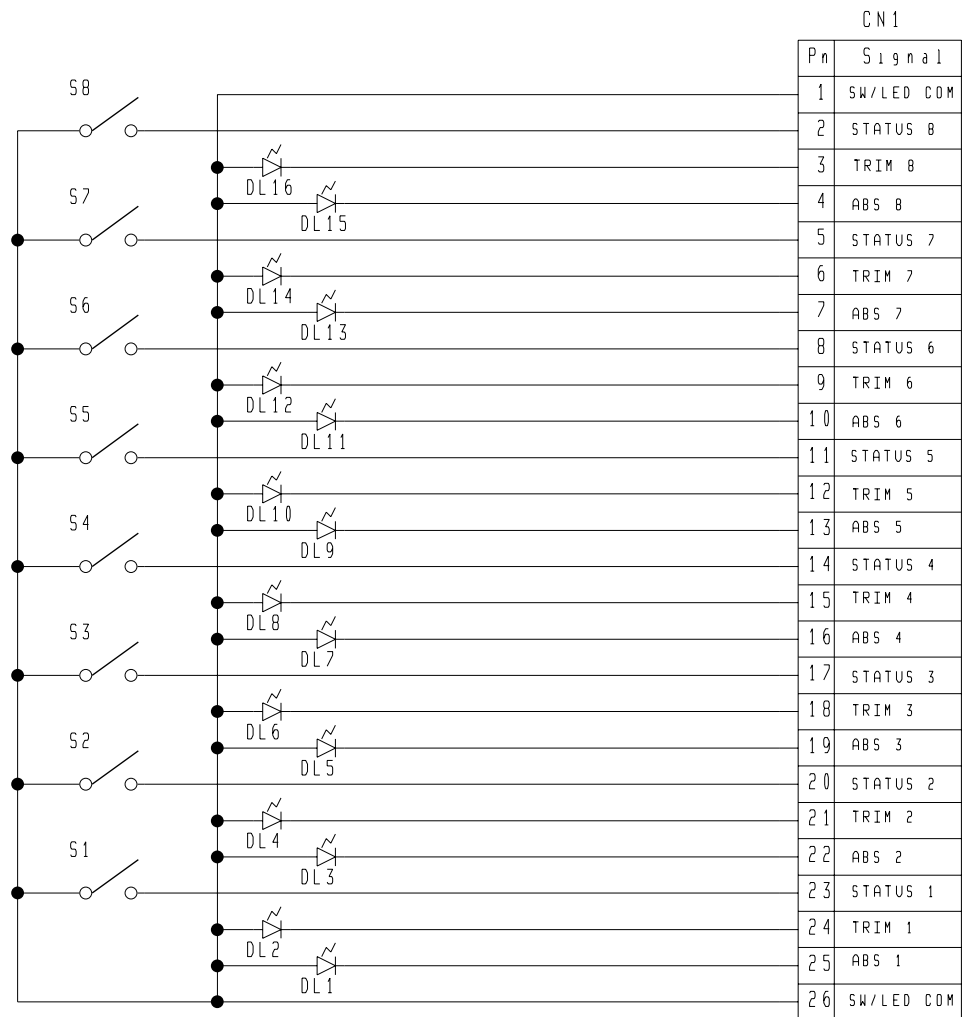 CN1
Pn Signal
1 SW/LED COM
S8
2 STATUS 8
3 TRIM 8
DL16
S7
4 ABS 8
DL15
5 STATUS 7
6 TRIM 7
DL14
S6
7 ABS 7
DL13
8 STATUS 6
9 TRIM 6
DL12
S5
10 ABS 6
DL11
11 STATUS 5
12 TRIM 5
DL10
S4
13 ABS 5
DL9
14 STATUS 4
15 TRIM 4
DL8
S3
16 ABS 4
DL7
17 STATUS 3
18 TRIM 3
DL6
S2
19 ABS 3
DL5
20 STATUS 2
21 TRIM 2
DL4
S1
22 ABS 2
DL3
23 STATUS 1
24 TRIM 1
DL2
25 ABS 1
DL1
26 SW/LED COM